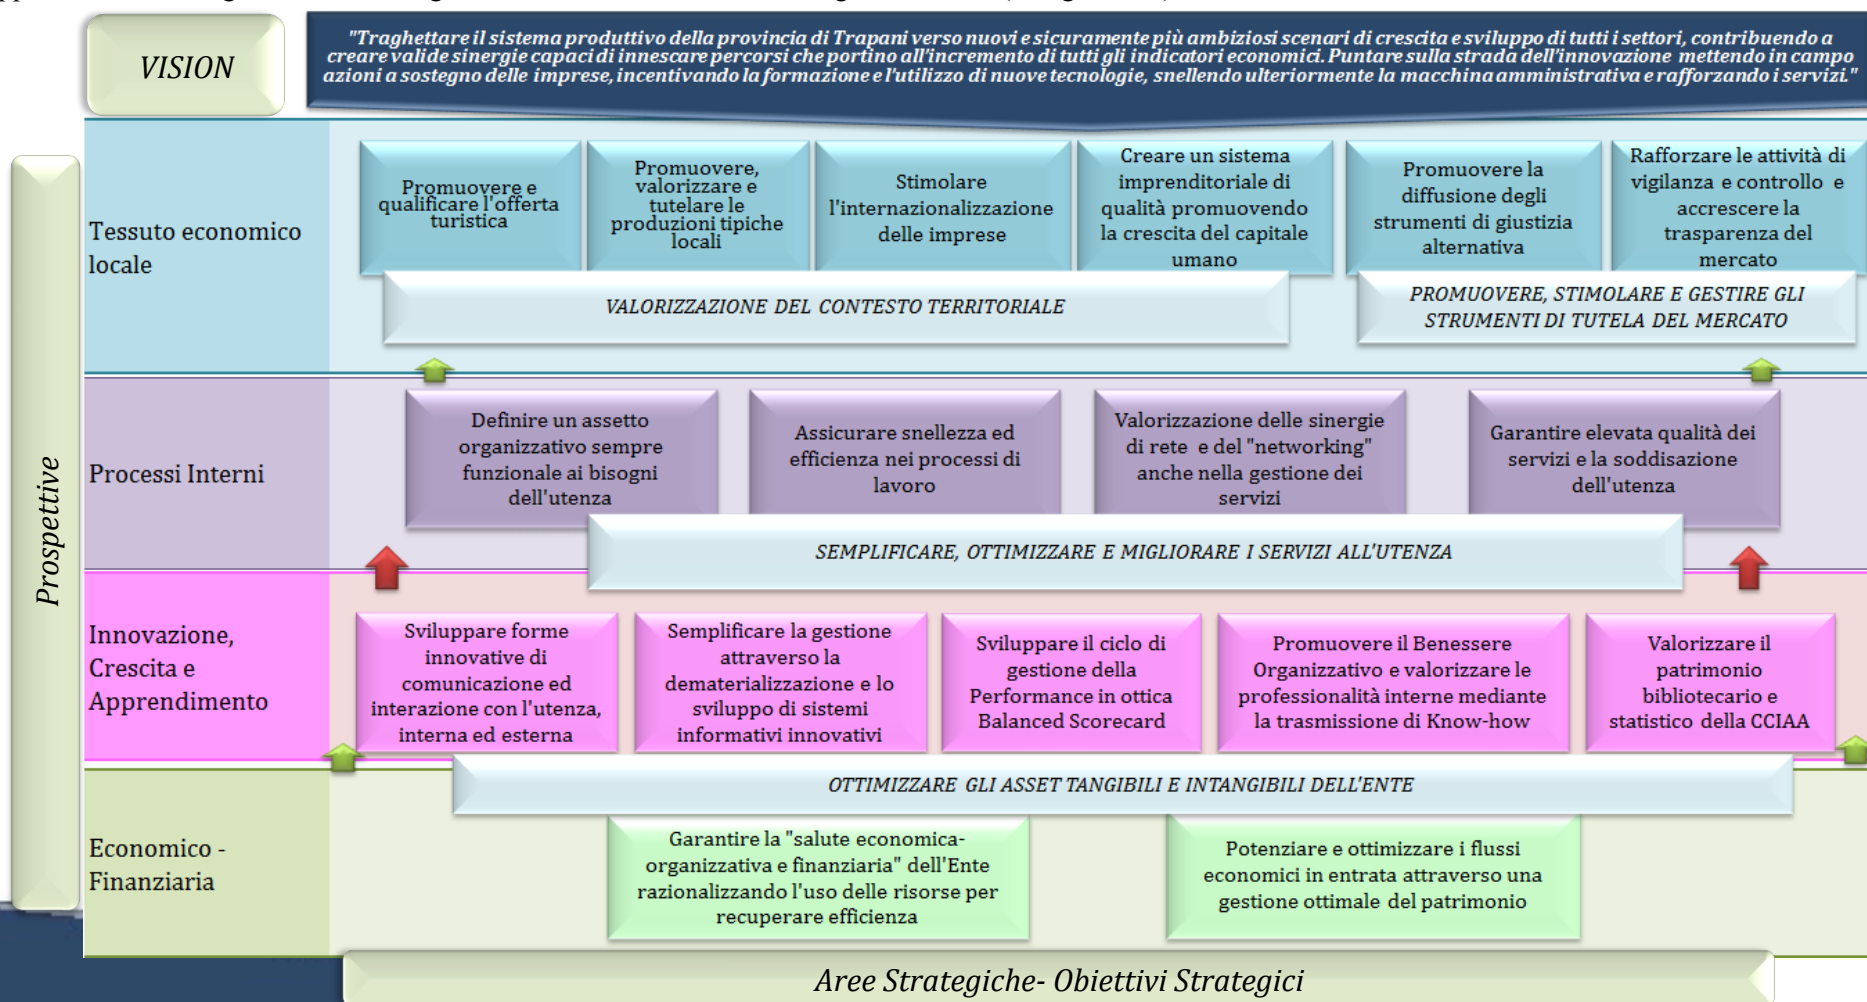 VISION
"Traghettare il sistema produttivo della provincia di Trapani verso nuovi e sicuramente più ambiziosi scenari di crescita e sviluppo di tutti i settori, contribuendo a
creare valide sinergie capaci di innescare percorsi che portino all'incremento di tutti gli indicatori economici. Puntare sulla strada dell'innovazione mettendo in campo
azioni a sostegno delle imprese, incentivando la formazione e l'utilizzo di nuove tecnologie, snellendo ulteriormente la macchina amministrativa e rafforzando i servizi."
Prospettive
Tessuto economico
locale
Promuovere e
qualificare l'offerta
turistica
Promuovere,
valorizzare e
tutelare le
produzioni tipiche
locali
Stimolare
l'internazionalizzazione
delle imprese
Creare un sistema
imprenditoriale di
qualità promuovendo
la crescita del capitale
umano
Promuovere la
diffusione degli
strumenti di giustizia
alternativa
Rafforzare le attività di
vigilanza e controllo e
accrescere la
trasparenza del
mercato
VALORIZZAZIONE DEL CONTESTO TERRITORIALE
PROMUOVERE, STIMOLARE E GESTIRE GLI
STRUMENTI DI TUTELA DEL MERCATO
Processi Interni
Definire un assetto
organizzativo sempre
funzionale ai bisogni
dell'utenza
Assicurare snellezza ed
efficienza nei processi di
lavoro
Valorizzazione delle sinergie
di rete e del "networking"
anche nella gestione dei
servizi
Garantire elevata qualità dei
servizi e la soddisazione
dell'utenza
SEMPLIFICARE, OTTIMIZZARE E MIGLIORARE I SERVIZI ALL'UTENZA
Innovazione,
Crescita e
Apprendimento
Sviluppare forme
innovative di
comunicazione ed
interazione con l'utenza,
interna ed esterna
Semplificare la gestione
attraverso la
dematerializzazione e lo
sviluppo di sistemi
informativi innovativi
Sviluppare il ciclo di
gestione della
Performance in ottica
Balanced Scorecard
Promuovere il Benessere
Organizzativo e valorizzare le
professionalità interne mediante
la trasmissione di Know-how
Valorizzare il
patrimonio
bibliotecario e
statistico della CCIAA
OTTIMIZZARE GLI ASSET TANGIBILI E INTANGIBILI DELL'ENTE
Economico -
Finanziaria
Garantire la "salute economica-
organizzativa e finanziaria" dell'Ente
razionalizzando l'uso delle risorse per
recuperare efficienza
Potenziare e ottimizzare i flussi
economici in entrata attraverso una
gestione ottimale del patrimonio
Aree Strategiche- Obiettivi Strategici